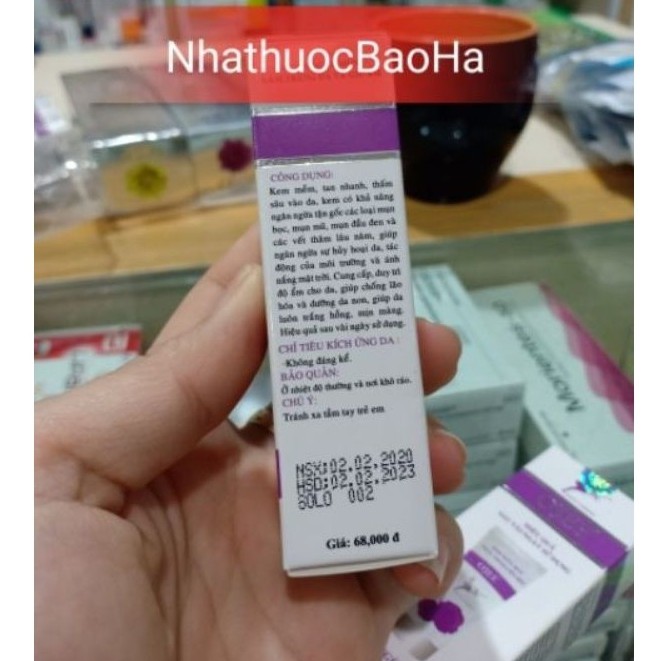 NhathuocBaoHa
CÔNG DỤNG:
Kem mềm, tan nhanh, thấm
sâu vào da, kem có khả năng
ngăn ngừa tận gốc các loại mụn
bọc, mụn mủ, mụn đầu đen và
các vết thâm lâu năm, giúp
ngăn ngừa sự hủy hoại da, tác
động của môi trường và ánh
nắng mặt trời. Cung cấp, duy trì
độ ẩm cho da, giúp chống lão
hóa và dưỡng da non, giúp da
luôn trắng hồng, mịn màng.
Hiệu quả sau vài ngày sử dụng.
CHỈ TIÊU KÍCH ỨNG DA :
-Không đáng kể.
BẢO QUẢN:
Ở nhiệt độ thường và nơi khô ráo.
CHÚ Ý:
Tránh xa tầm tay trẻ em
NSX:02.02.2020
HSD:02.02.2023
SOLO 002
Giá: 68,000 đ